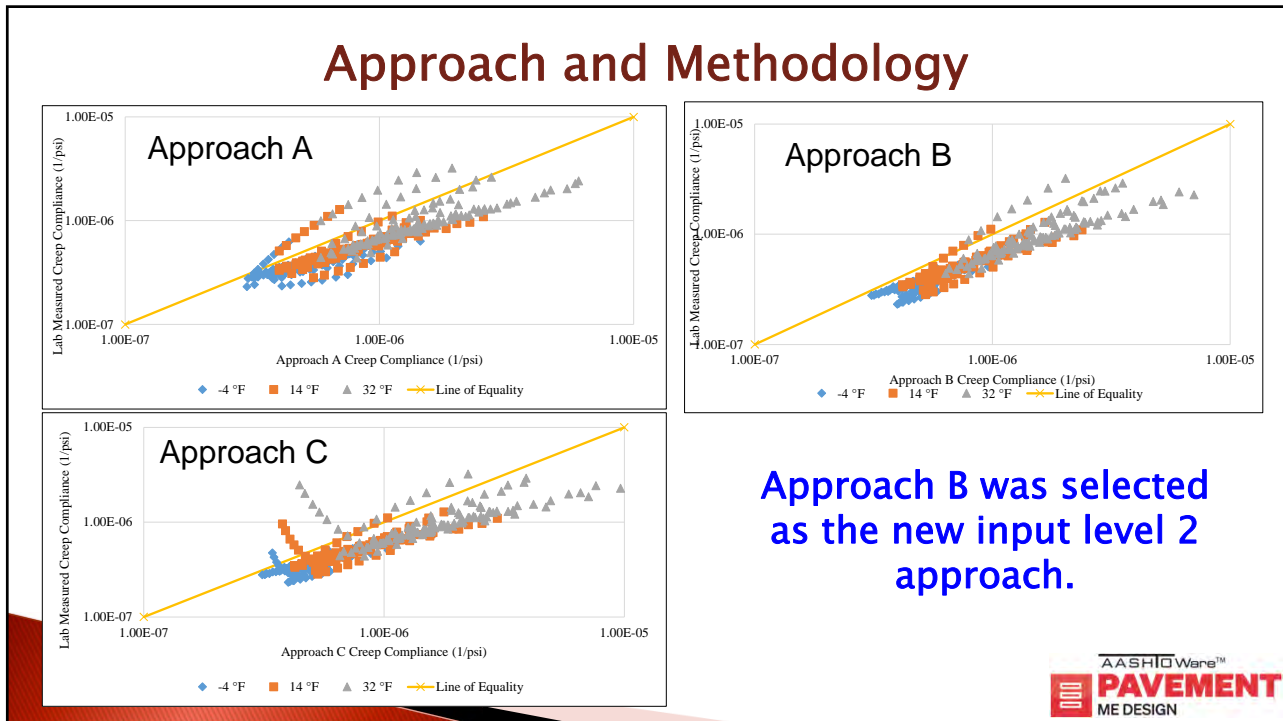 Approach and Methodology
Approach A
Lab Measured Creep Compliance (1/psi)
1.00E-05
1.00E-06
1.00E-07
1.00E-07
1.00E-06
1.00E-05
Approach A Creep Compliance (1/psi)
-4 °F
14 °F
32 °F
Line of Equality
Approach B
Lab Measured Creep Compliance (1/psi)
1.00E-05
1.00E-06
1.00E-07
1.00E-07
1.00E-06
1.00E-05
Approach B Creep Compliance (1/psi)
-4 °F
14 °F
32 °F
Line of Equality
Approach C
Lab Measured Creep Compliance (1/psi)
1.00E-05
1.00E-06
1.00E-07
1.00E-07
1.00E-06
1.00E-05
Approach C Creep Compliance (1/psi)
-4 °F
14 °F
32 °F
Line of Equality
Approach B was selected
as the new input level 2
approach.
AASHTOWare™
PAVEMENT
ME DESIGN